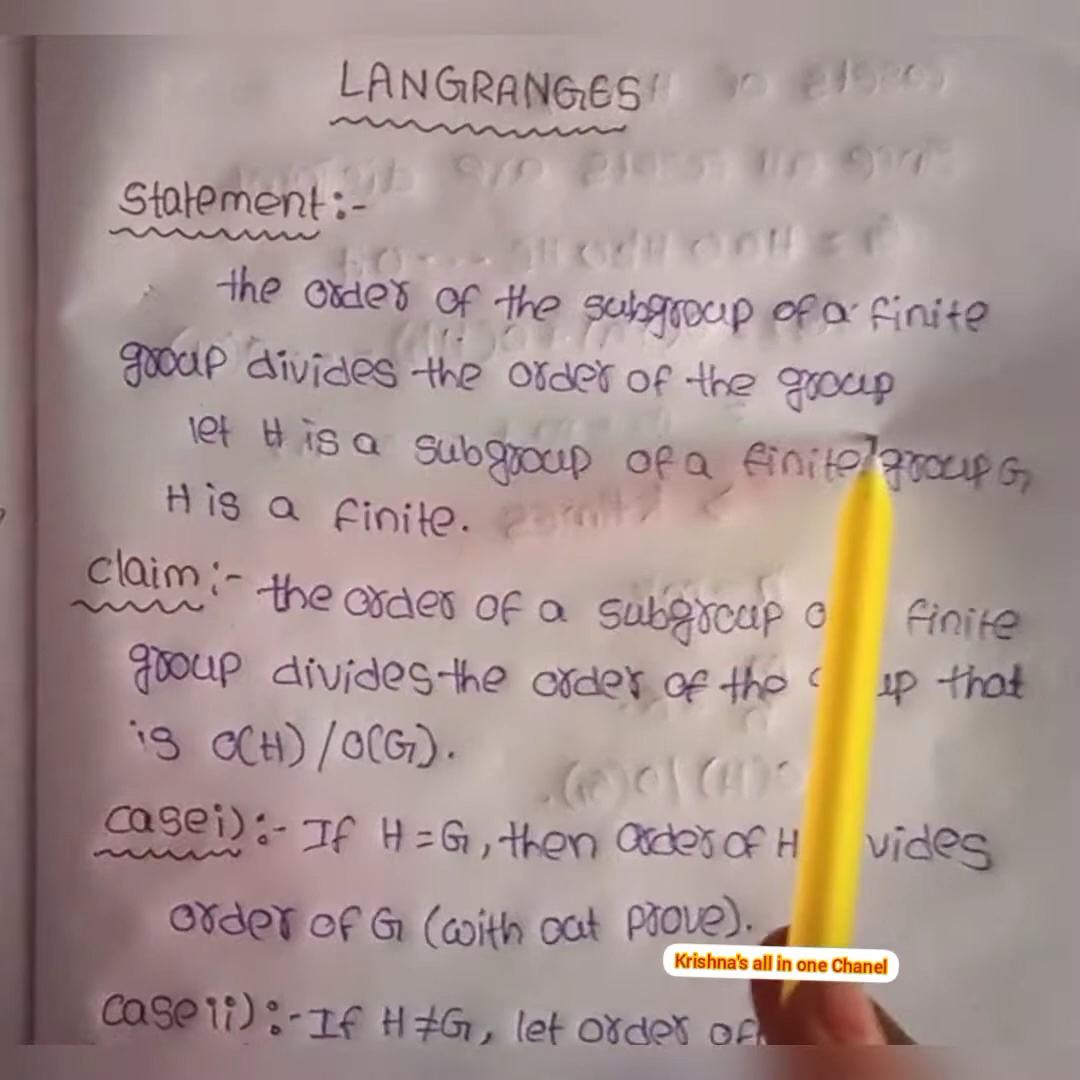 LANGRANGES
Statement:-
the order of the subgroup of a finite
group divides the order of the group
let H is a subgroup of a finite group G
H is a finite.
claim:- the order of a subgroup finite
group divides the order of the that
is O(H)/O(G).
case i):- If H=G, then order of H
order of G (with out prove).
Krishna's all in one Chanel
case ii):- If H≠G, let order of